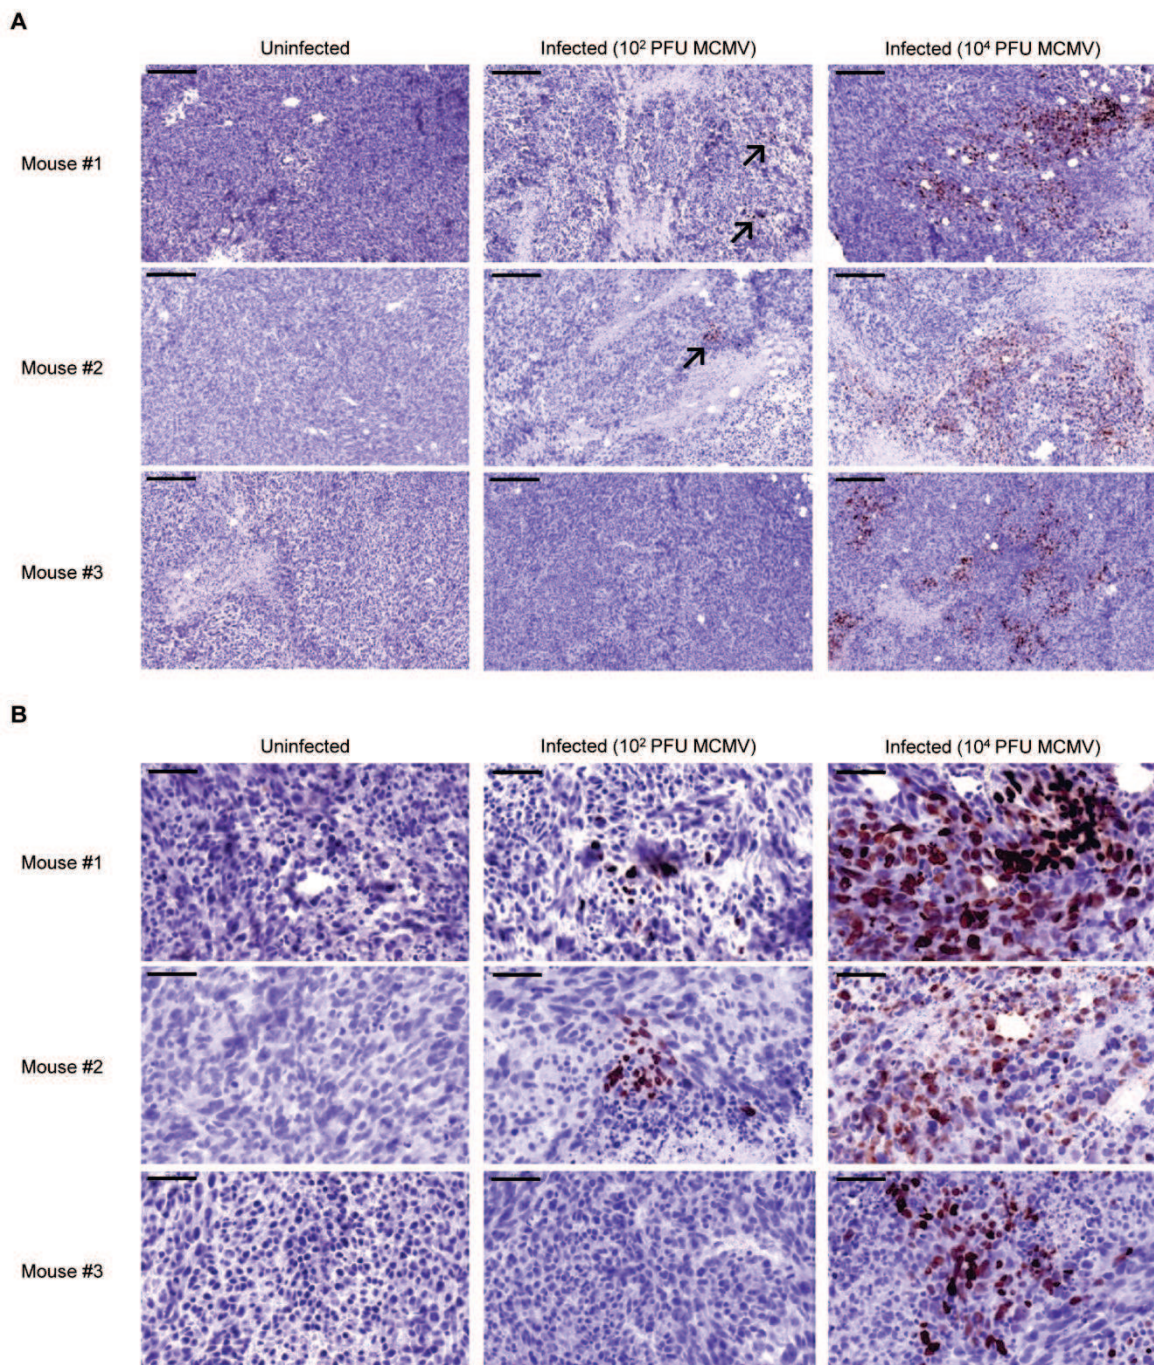 A
Uninfected
Infected (10² PFU MCMV)
Infected (10⁴ PFU MCMV)
Mouse #1
Mouse #2
Mouse #3
B
Uninfected
Infected (10² PFU MCMV)
Infected (10⁴ PFU MCMV)
Mouse #1
Mouse #2
Mouse #3